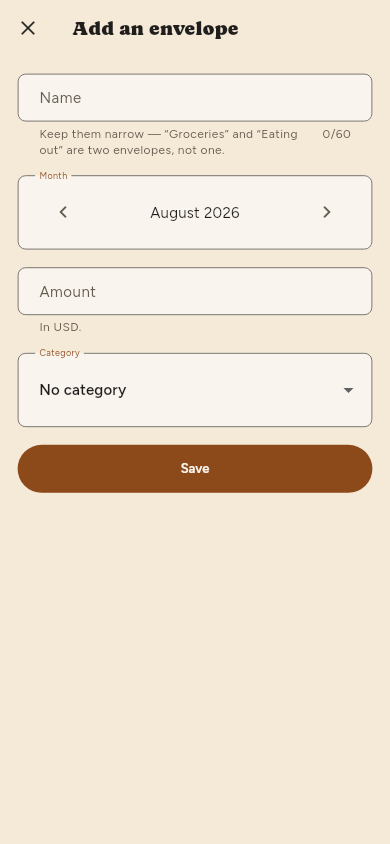 Add an envelope
Name
Keep them narrow — “Groceries” and “Eating
out” are two envelopes, not one.
0/60
Month
August 2026
Amount
In USD.
Category
No category
Save